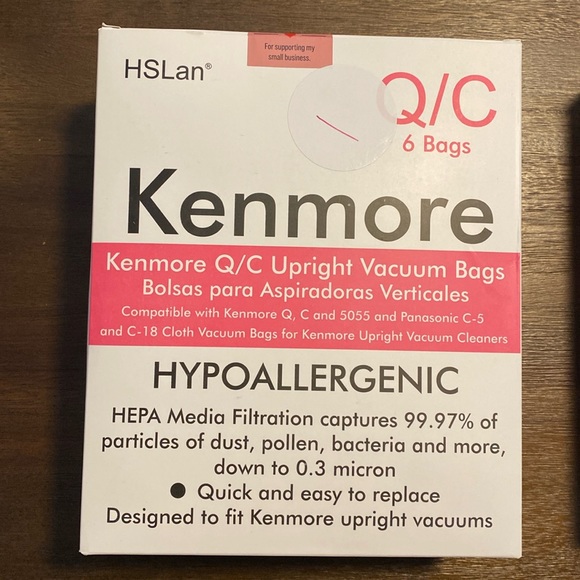 For supporting my
small business.
HSLan®
Q/C
6 Bags
Kenmore
Kenmore Q/C Upright Vacuum Bags
Bolsas para Aspiradoras Verticales
Compatible with Kenmore Q, C and 5055 and Panasonic C-5
and C-18 Cloth Vacuum Bags for Kenmore Upright Vacuum Cleaners
HYPOALLERGENIC
HEPA Media Filtration captures 99.97% of
particles of dust, pollen, bacteria and more,
down to 0.3 micron
● Quick and easy to replace
Designed to fit Kenmore upright vacuums